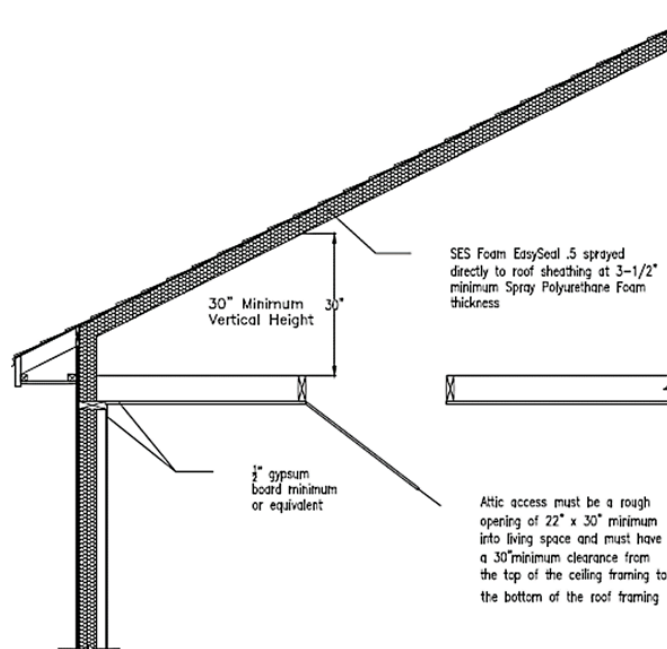 SES Foam EasySeal .5 sprayed
directly to roof sheathing at 3-1/2"
minimum Spray Polyurethane Foam
thickness
30" Minimum
Vertical Height
30"
½" gypsum
board minimum
or equivalent
Attic access must be a rough
opening of 22" x 30" minimum
into living space and must have
a 30"minimum clearance from
the top of the ceiling framing to
the bottom of the roof framing